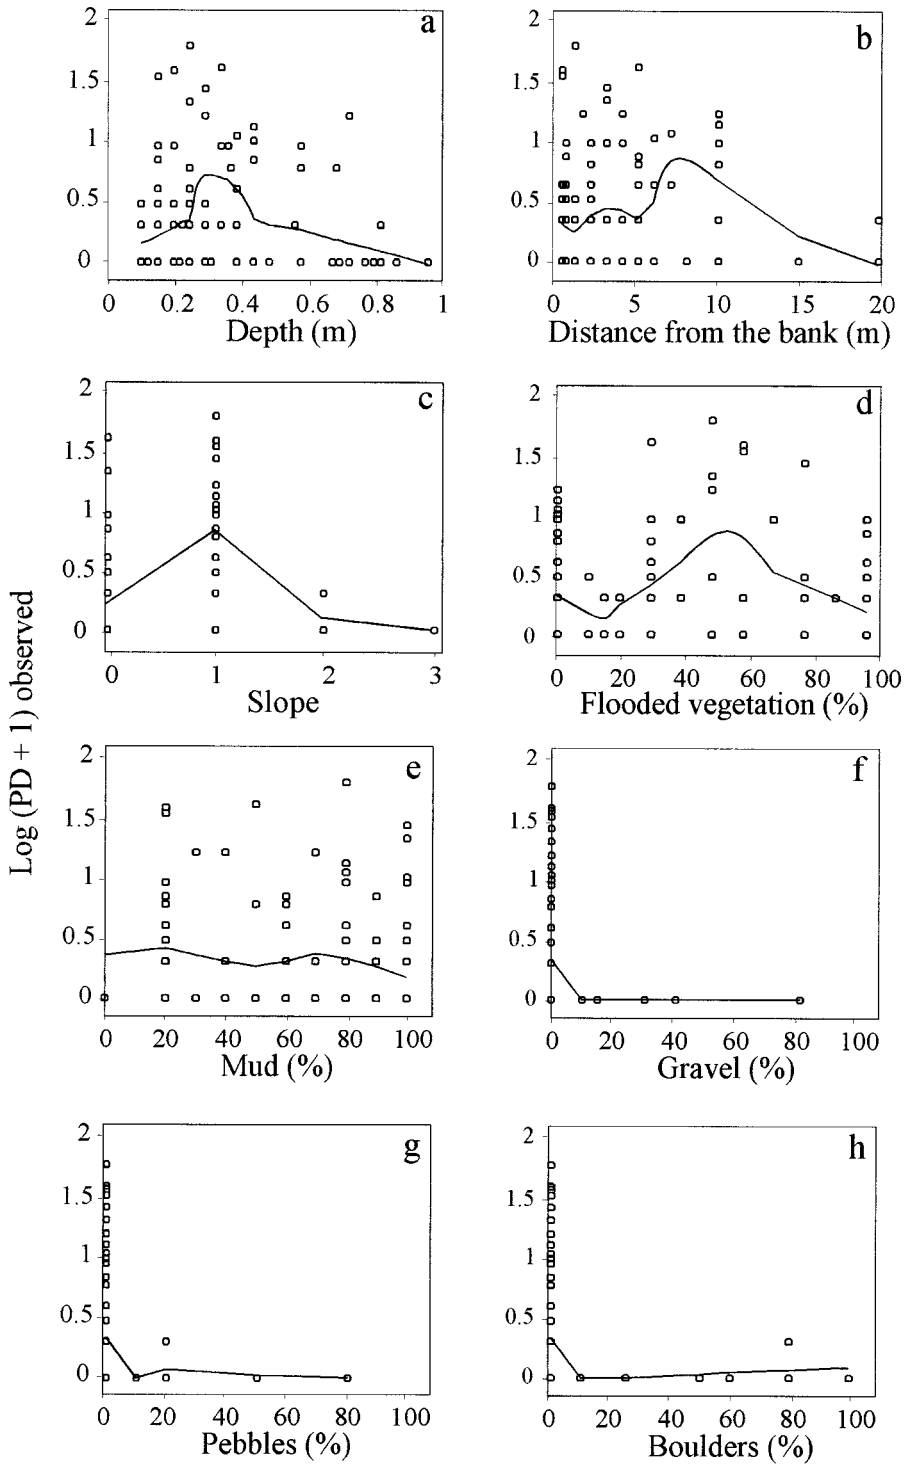 Log (PD + 1) observed
a
2
1.5
1
0.5
0
0 0.2 0.4 0.6 0.8 1
Depth (m)
b
2
1.5
1
0.5
0
0 5 10 15 20
Distance from the bank (m)
c
2
1.5
1
0.5
0
0 1 2 3
Slope
d
2
1.5
1
0.5
0
0 20 40 60 80 100
Flooded vegetation (%)
e
2
1.5
1
0.5
0
0 20 40 60 80 100
Mud (%)
f
2
1.5
1
0.5
0
0 20 40 60 80 100
Gravel (%)
g
2
1.5
1
0.5
0
0 20 40 60 80 100
Pebbles (%)
h
2
1.5
1
0.5
0
0 20 40 60 80 100
Boulders (%)